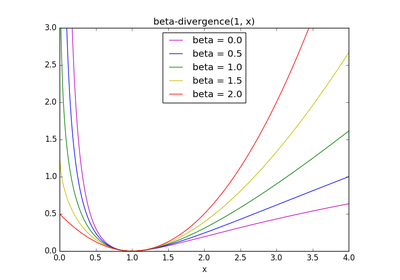 beta-divergence(1, x)
3.0
2.5
2.0
1.5
1.0
0.5
0.0
beta = 0.0
beta = 0.5
beta = 1.0
beta = 1.5
beta = 2.0
0.0 0.5 1.0 1.5 2.0 2.5 3.0 3.5 4.0
x